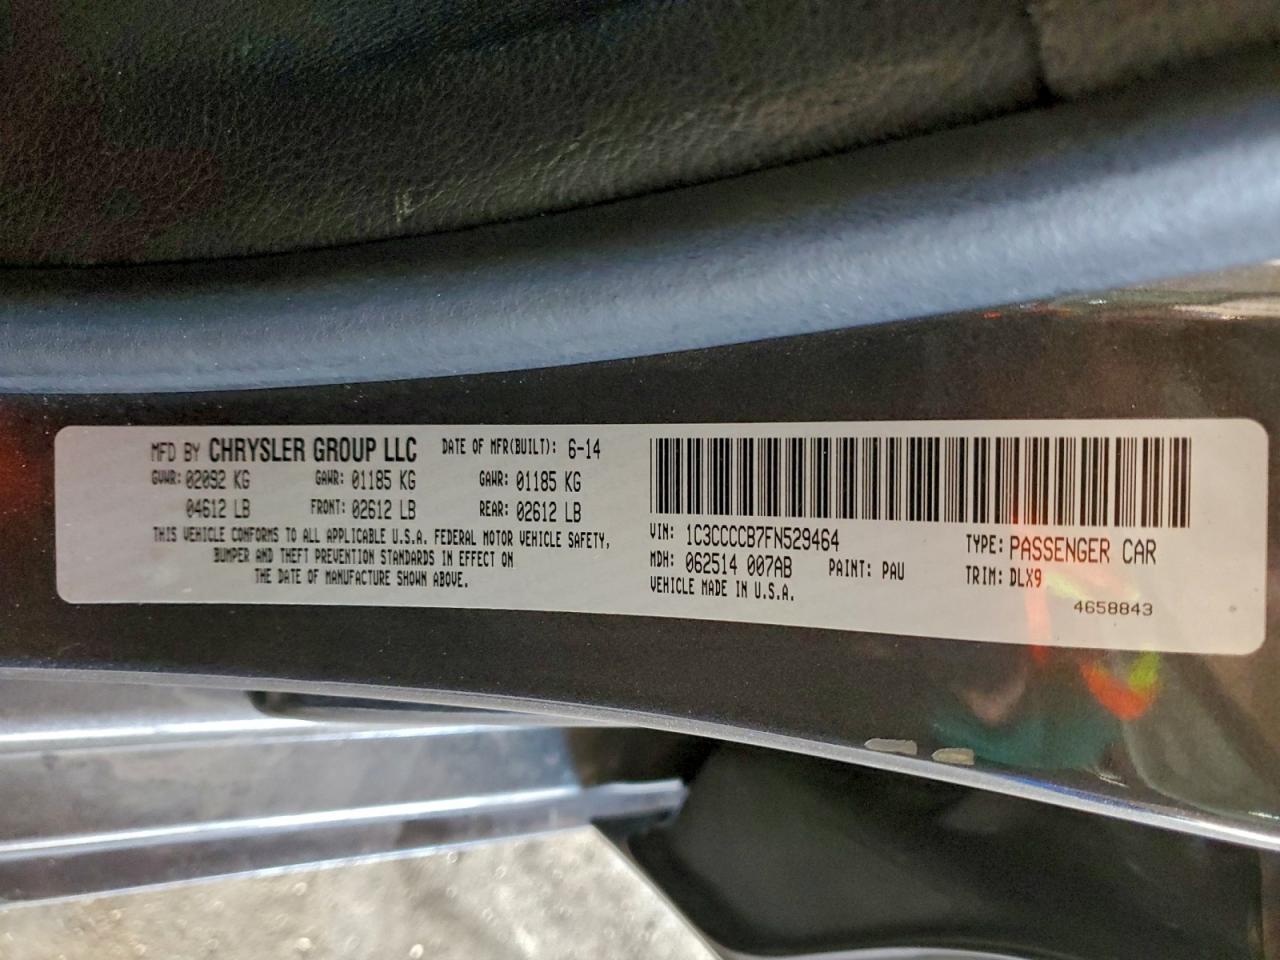 MFD BY CHRYSLER GROUP LLC DATE OF MFR(BUILT): 6-14
GVWR: 02092 KG GAWR: 01185 KG GAWR: 01185 KG
04612 LB FRONT: 02612 LB REAR: 02612 LB
THIS VEHICLE CONFORMS TO ALL APPLICABLE U.S.A. FEDERAL MOTOR VEHICLE SAFETY,
BUMPER AND THEFT PREVENTION STANDARDS IN EFFECT ON
THE DATE OF MANUFACTURE SHOWN ABOVE.
VIN: 1C3CCCCB7FN529464 TYPE: PASSENGER CAR
MDH: 062514 007AB PAINT: PAU TRIM: DLX9
VEHICLE MADE IN U.S.A.
4658843